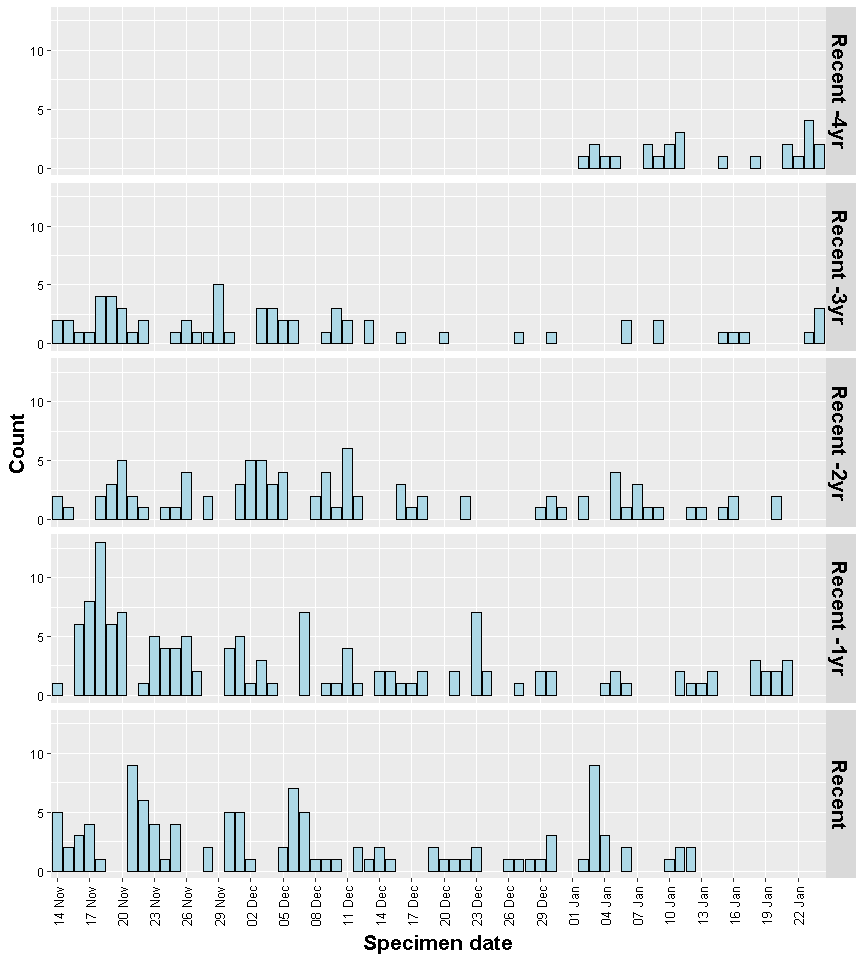 10
5
0
Recent -4yr
10
5
0
Recent -3yr
10
5
0
Recent -2yr
10
5
0
Recent -1yr
10
5
0
Recent
Count
14 Nov
17 Nov
20 Nov
23 Nov
26 Nov
29 Nov
02 Dec
05 Dec
08 Dec
11 Dec
14 Dec
17 Dec
20 Dec
23 Dec
26 Dec
29 Dec
01 Jan
04 Jan
07 Jan
10 Jan
13 Jan
16 Jan
19 Jan
22 Jan
Specimen date